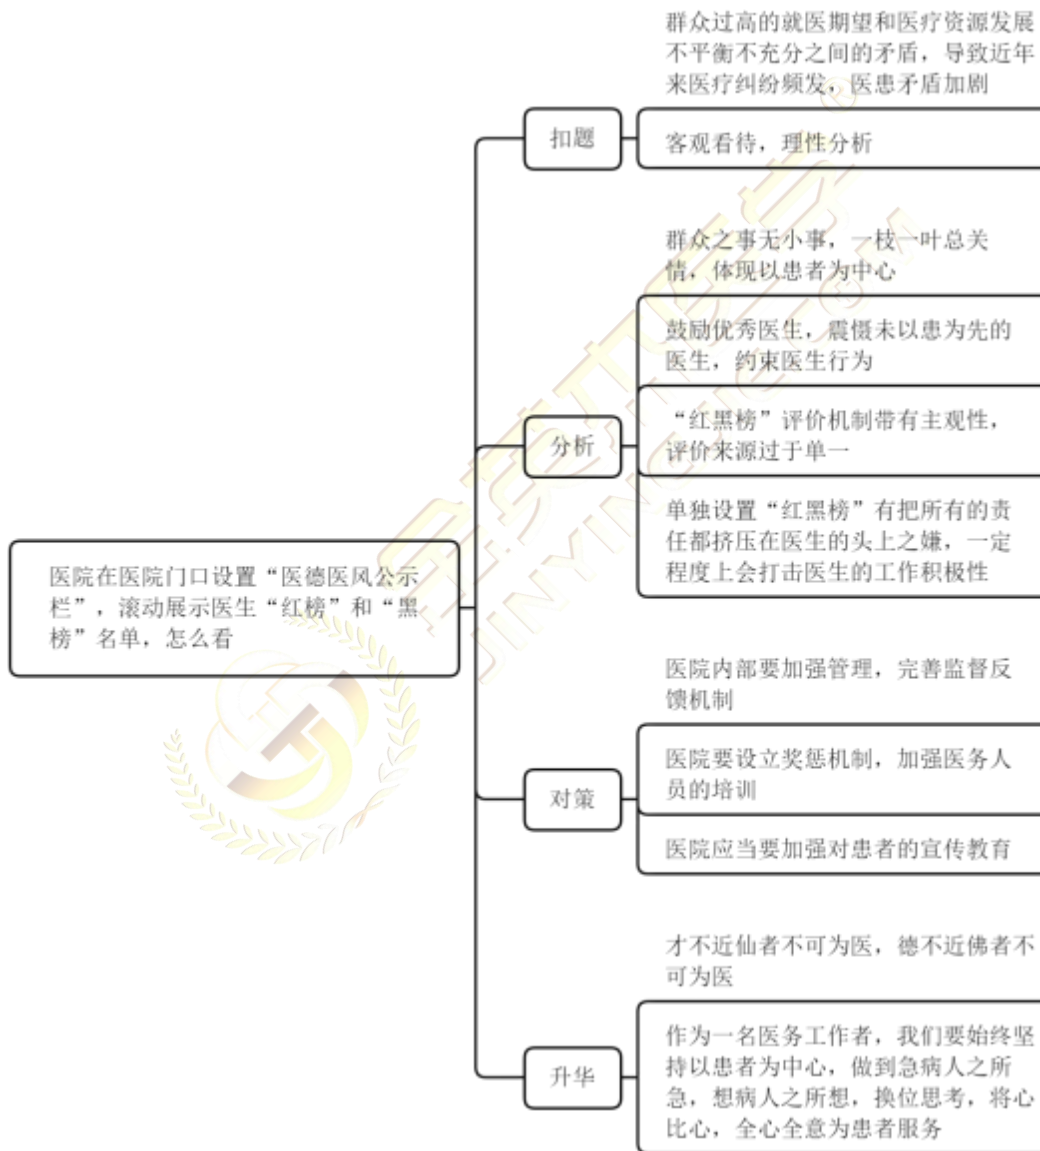 群众过高的就医期望和医疗资源发展
不平衡不充分之间的矛盾，导致近年
来医疗纠纷频发，医患矛盾加剧
扣题
客观看待，理性分析
群众之事无小事，一枝一叶总关
情，体现以患者为中心
鼓励优秀医生，震慑未以患为先的
医生，约束医生行为
分析
“红黑榜”评价机制带有主观性，
评价来源过于单一
单独设置“红黑榜”有把所有的责
任都挤压在医生的头上之嫌，一定
程度上会打击医生的工作积极性
医院在医院门口设置“医德医风公示
栏”，滚动展示医生“红榜”和“黑
榜”名单，怎么看
医院内部要加强管理，完善监督反
馈机制
对策
医院要设立奖惩机制，加强医务人
员的培训
医院应当要加强对患者的宣传教育
才不近仙者不可为医，德不近佛者不
可为医
升华
作为一名医务工作者，我们要始终坚
持以患者为中心，做到急病人之所
急，想病人之所想，换位思考，将心
比心，全心全意为患者服务